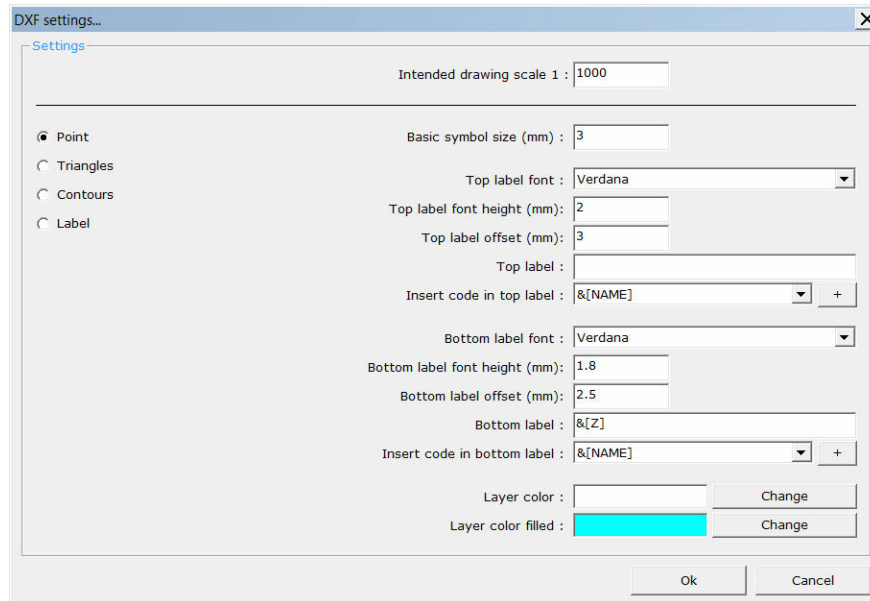 DXF settings...
Settings
Intended drawing scale 1 : 1000
Point
Basic symbol size (mm) : 3
Triangles
Top label font : Verdana
Contours
Top label font height (mm): 2
Label
Top label offset (mm): 3
Top label :
Insert code in top label : &[NAME] +
Bottom label font : Verdana
Bottom label font height (mm): 1.8
Bottom label offset (mm): 2.5
Bottom label : &[Z]
Insert code in bottom label : &[NAME] +
Layer color : Change
Layer color filled : Change
Ok Cancel